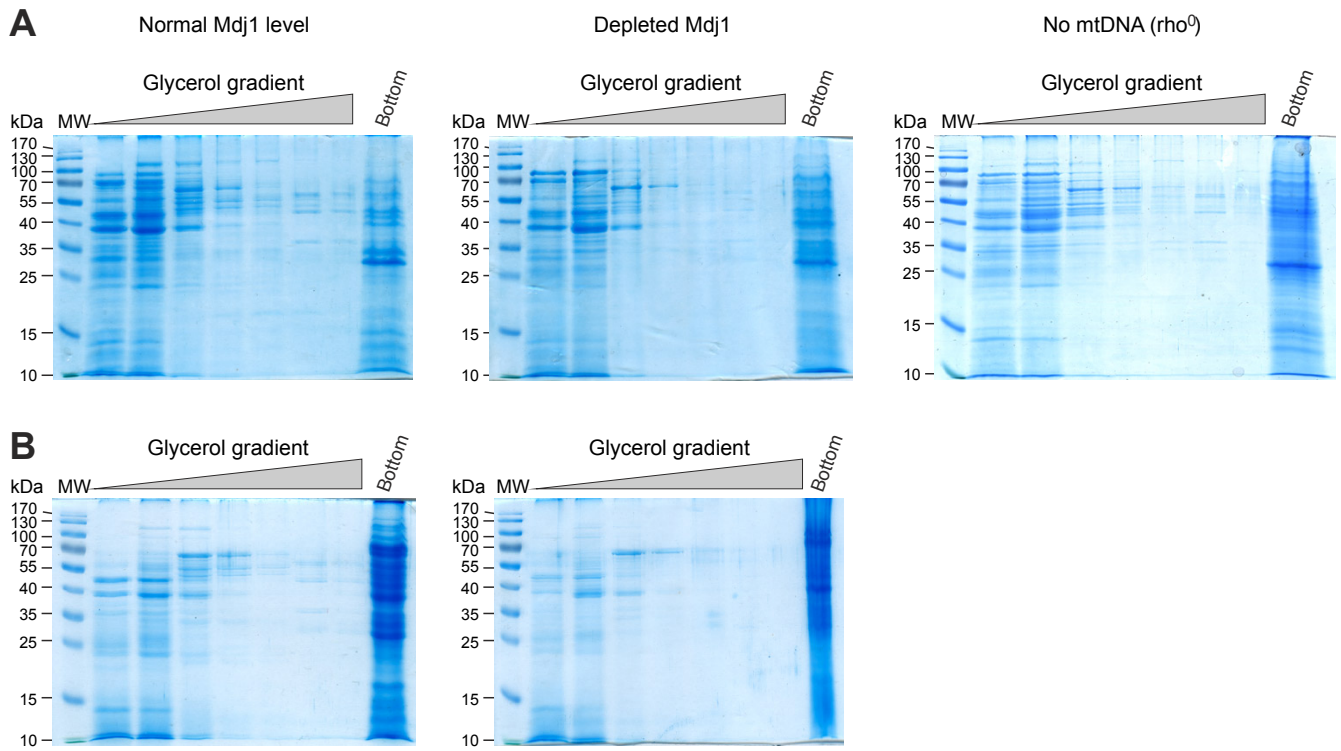 A
Normal Mdj1 level
Depleted Mdj1
No mtDNA (rho⁰)
Glycerol gradient
Bottom
Glycerol gradient
Bottom
Glycerol gradient
Bottom
kDa MW
170
130
100
70
55
40
35
25
15
10
kDa MW
170
130
100
70
55
40
35
25
15
10
kDa MW
170
130
100
70
55
40
35
25
15
10
B
Glycerol gradient
Bottom
Glycerol gradient
Bottom
kDa MW
170
130
100
70
55
40
35
25
15
10
kDa MW
170
130
100
70
55
40
35
25
15
10